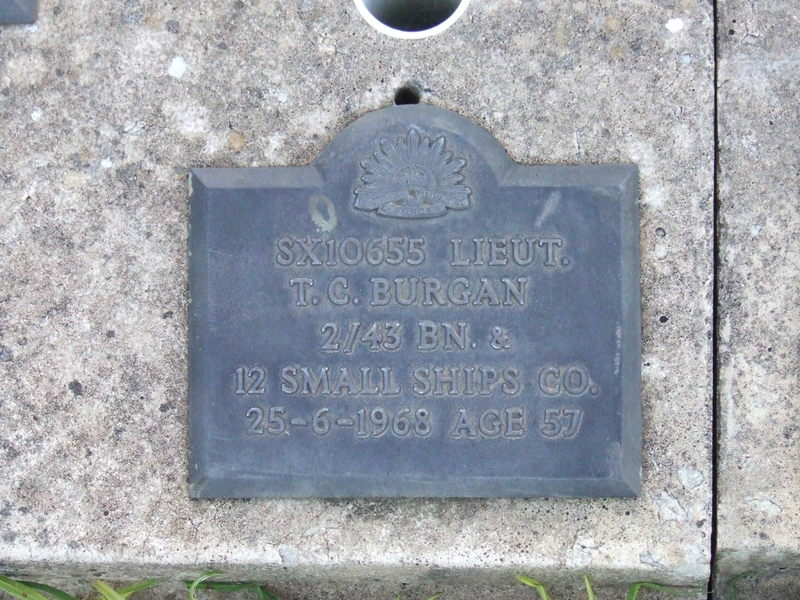 SX10655 LIEUT.
T. C. BURGAN
2/43 BN. &
12 SMALL SHIPS CO.
25-6-1968 AGE 57